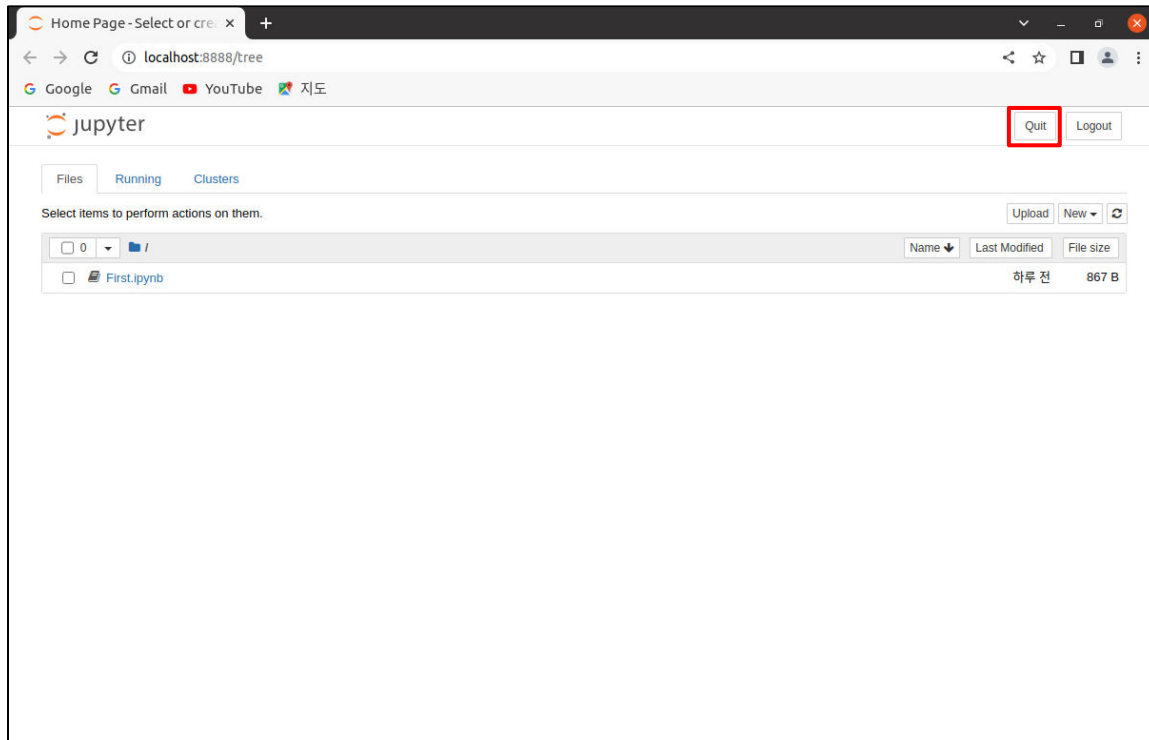 Home Page - Select or cre
localhost:8888/tree
Google Gmail YouTube 지도
jupyter Quit Logout
Files Running Clusters
Select items to perform actions on them. Upload New
0 / Name Last Modified File size
First.ipynb 하루 전 867 B